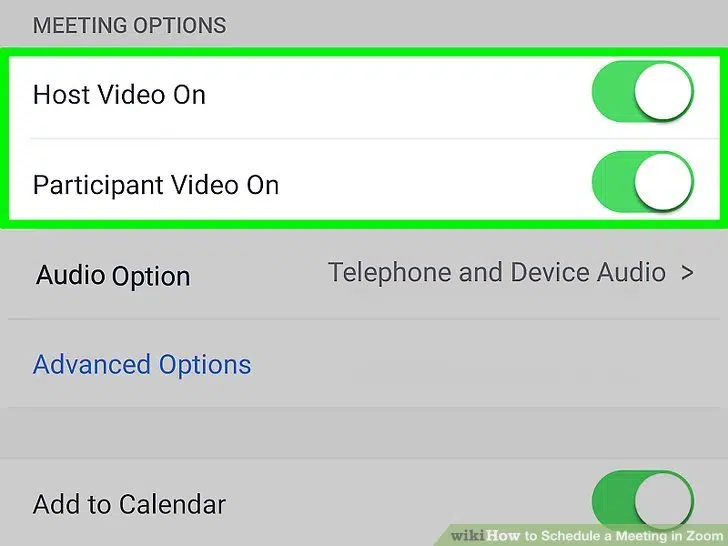 MEETING OPTIONS
Host Video On
Participant Video On
Audio Option Telephone and Device Audio >
Advanced Options
Add to Calendar
wikiHow to Schedule a Meeting in Zoom